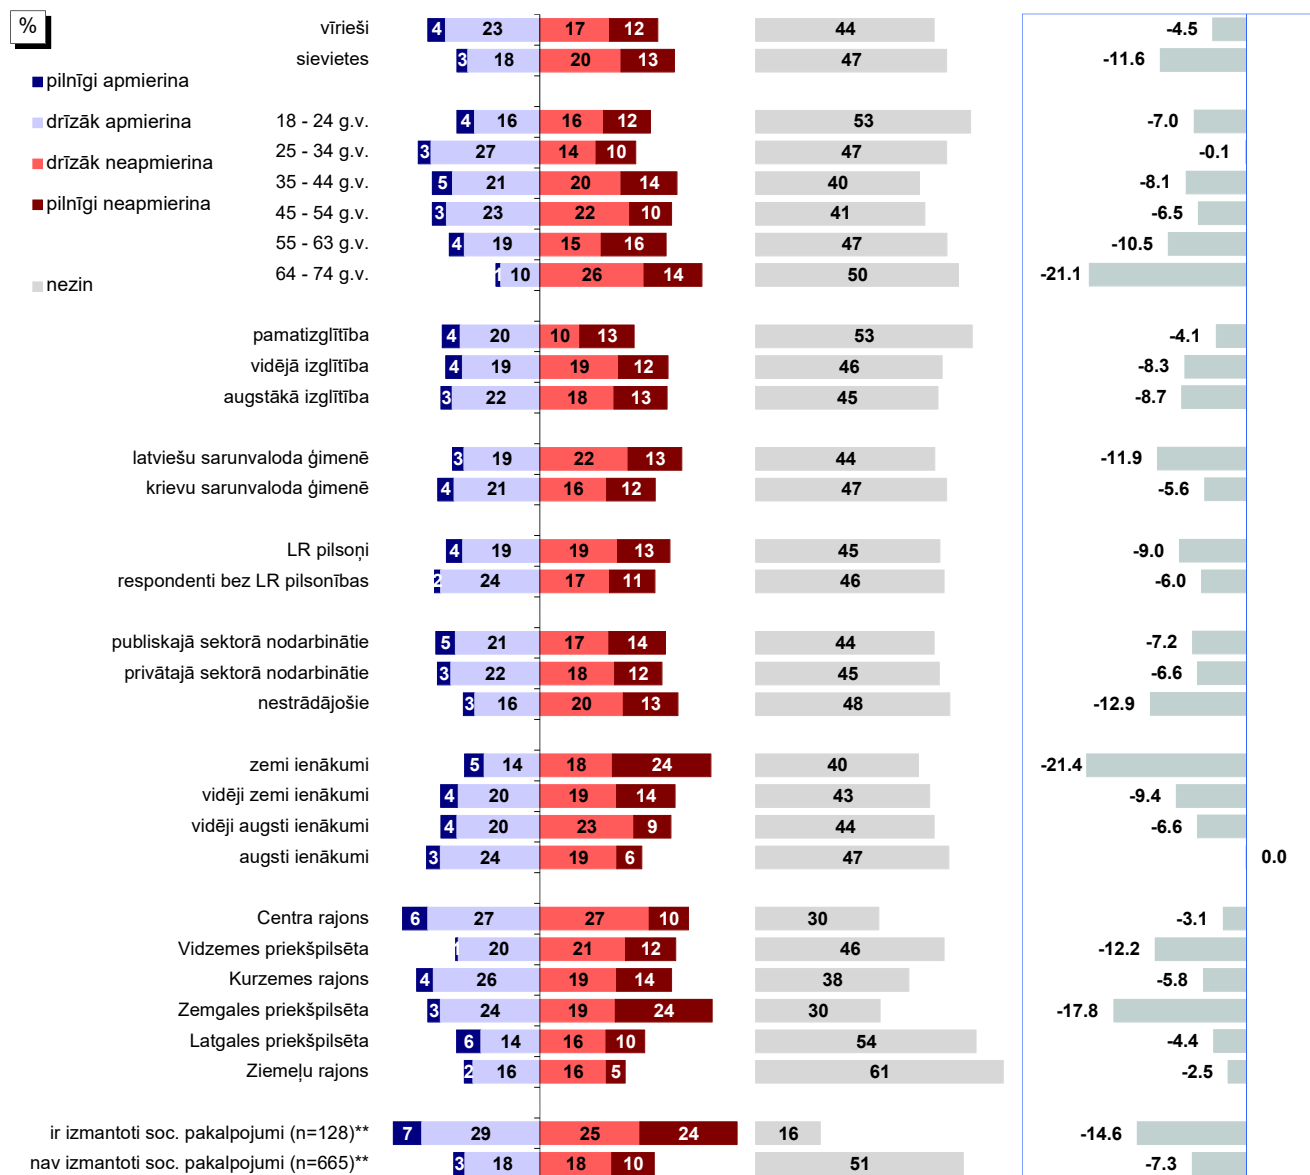 %
pilnīgi apmierina
drīzāk apmierina
drīzāk neapmierina
pilnīgi neapmierina
nezin
vīrieši 4 23 17 12 44 -4.5
sievietes 3 18 20 13 47 -11.6
18 - 24 g.v. 4 16 16 12 53 -7.0
25 - 34 g.v. 3 27 14 10 47 -0.1
35 - 44 g.v. 5 21 20 14 40 -8.1
45 - 54 g.v. 3 23 22 10 41 -6.5
55 - 63 g.v. 4 19 15 16 47 -10.5
64 - 74 g.v. 1 10 26 14 50 -21.1
pamatizglītība 4 20 10 13 53 -4.1
vidējā izglītība 4 19 19 12 46 -8.3
augstākā izglītība 3 22 18 13 45 -8.7
latviešu sarunvaloda ģimenē 3 19 22 13 44 -11.9
krievu sarunvaloda ģimenē 4 21 16 12 47 -5.6
LR pilsoņi 4 19 19 13 45 -9.0
respondenti bez LR pilsonības 2 24 17 11 46 -6.0
publiskajā sektorā nodarbinātie 5 21 17 14 44 -7.2
privātajā sektorā nodarbinātie 3 22 18 12 45 -6.6
nestrādājošie 3 16 20 13 48 -12.9
zemi ienākumi 5 14 18 24 40 -21.4
vidēji zemi ienākumi 4 20 19 14 43 -9.4
vidēji augsti ienākumi 4 20 23 9 44 -6.6
augsti ienākumi 3 24 19 6 47 0.0
Centra rajons 6 27 27 10 30 -3.1
Vidzemes priekšpilsēta 1 20 21 12 46 -12.2
Kurzemes rajons 4 26 19 14 38 -5.8
Zemgales priekšpilsēta 3 24 19 24 30 -17.8
Latgales priekšpilsēta 6 14 16 10 54 -4.4
Ziemeļu rajons 2 16 16 5 61 -2.5
ir izmantoti soc. pakalpojumi (n=128)** 7 29 25 24 16 -14.6
nav izmantoti soc. pakalpojumi (n=665)** 3 18 18 10 51 -7.3